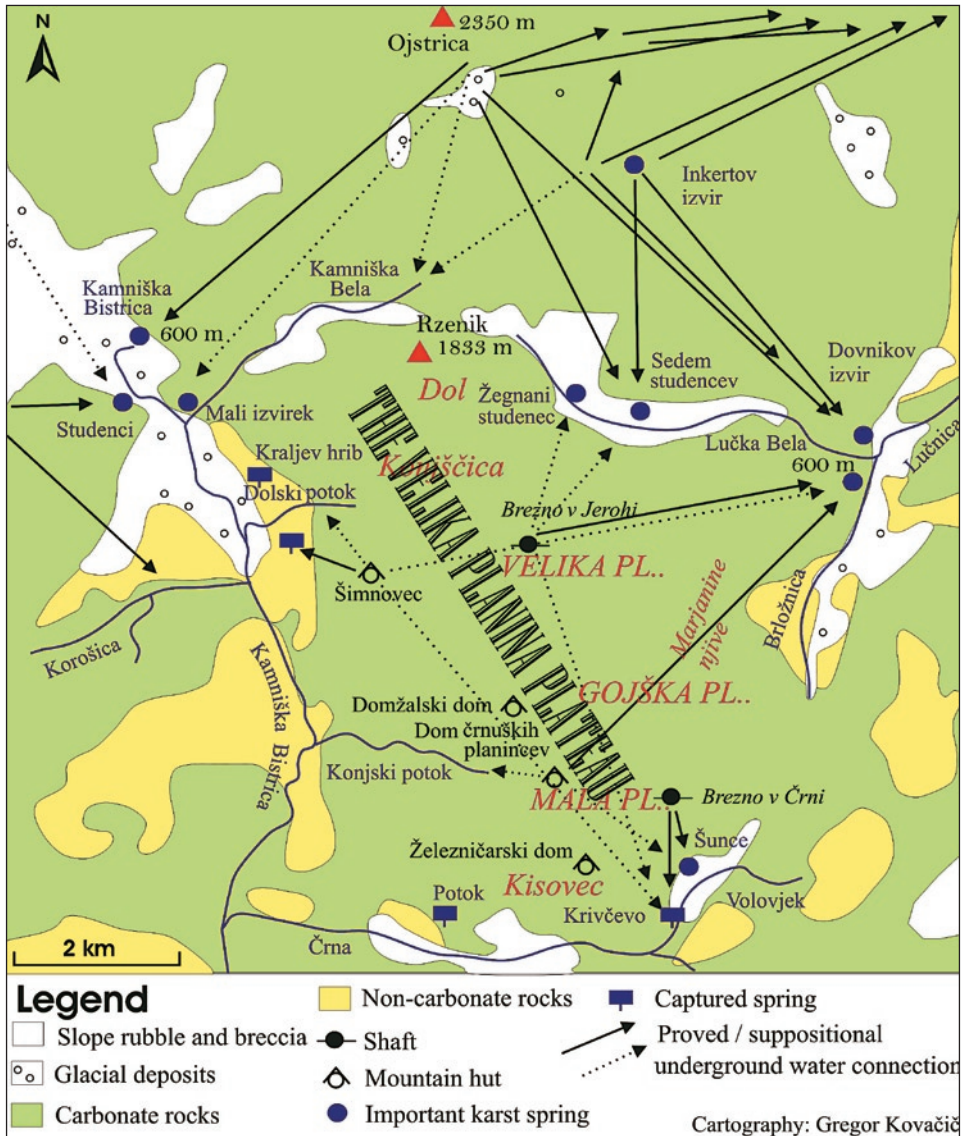 N
2350 m
Ojstrica
Inkertov
izvir
Kamniška
Bela
Kamniška
Bistrica
600 m
Rzenik
1833 m
Dol
Sedem
studencev
Dovnikov
izvir
Žegnani
studenec
Studenci
Mali izvirek
Lučka Bela
Lučnica
Kraljev hrib
Konjščica
600 m
Dolski potok
Brezno v Jerohi
THE VELIKA PLANINA PLATEAU
VELIKA PL..
Šimnovec
Marjanine
njive
Brložnica
Korošica
Kamniška Bistrica
GOJŠKA PL..
Domžalski dom
Dom črnuških
planincev
Konjski potok
MALA PL..
Brezno v Črni
Šunce
Železničarski dom
Kisovec
Volovjek
Potok
Krivčevo
Črna
2 km
Legend
Slope rubble and breccia
Glacial deposits
Carbonate rocks
Non-carbonate rocks
Shaft
Mountain hut
Important karst spring
Captured spring
Proved / suppositional
underground water connection
Cartography: Gregor Kovačič